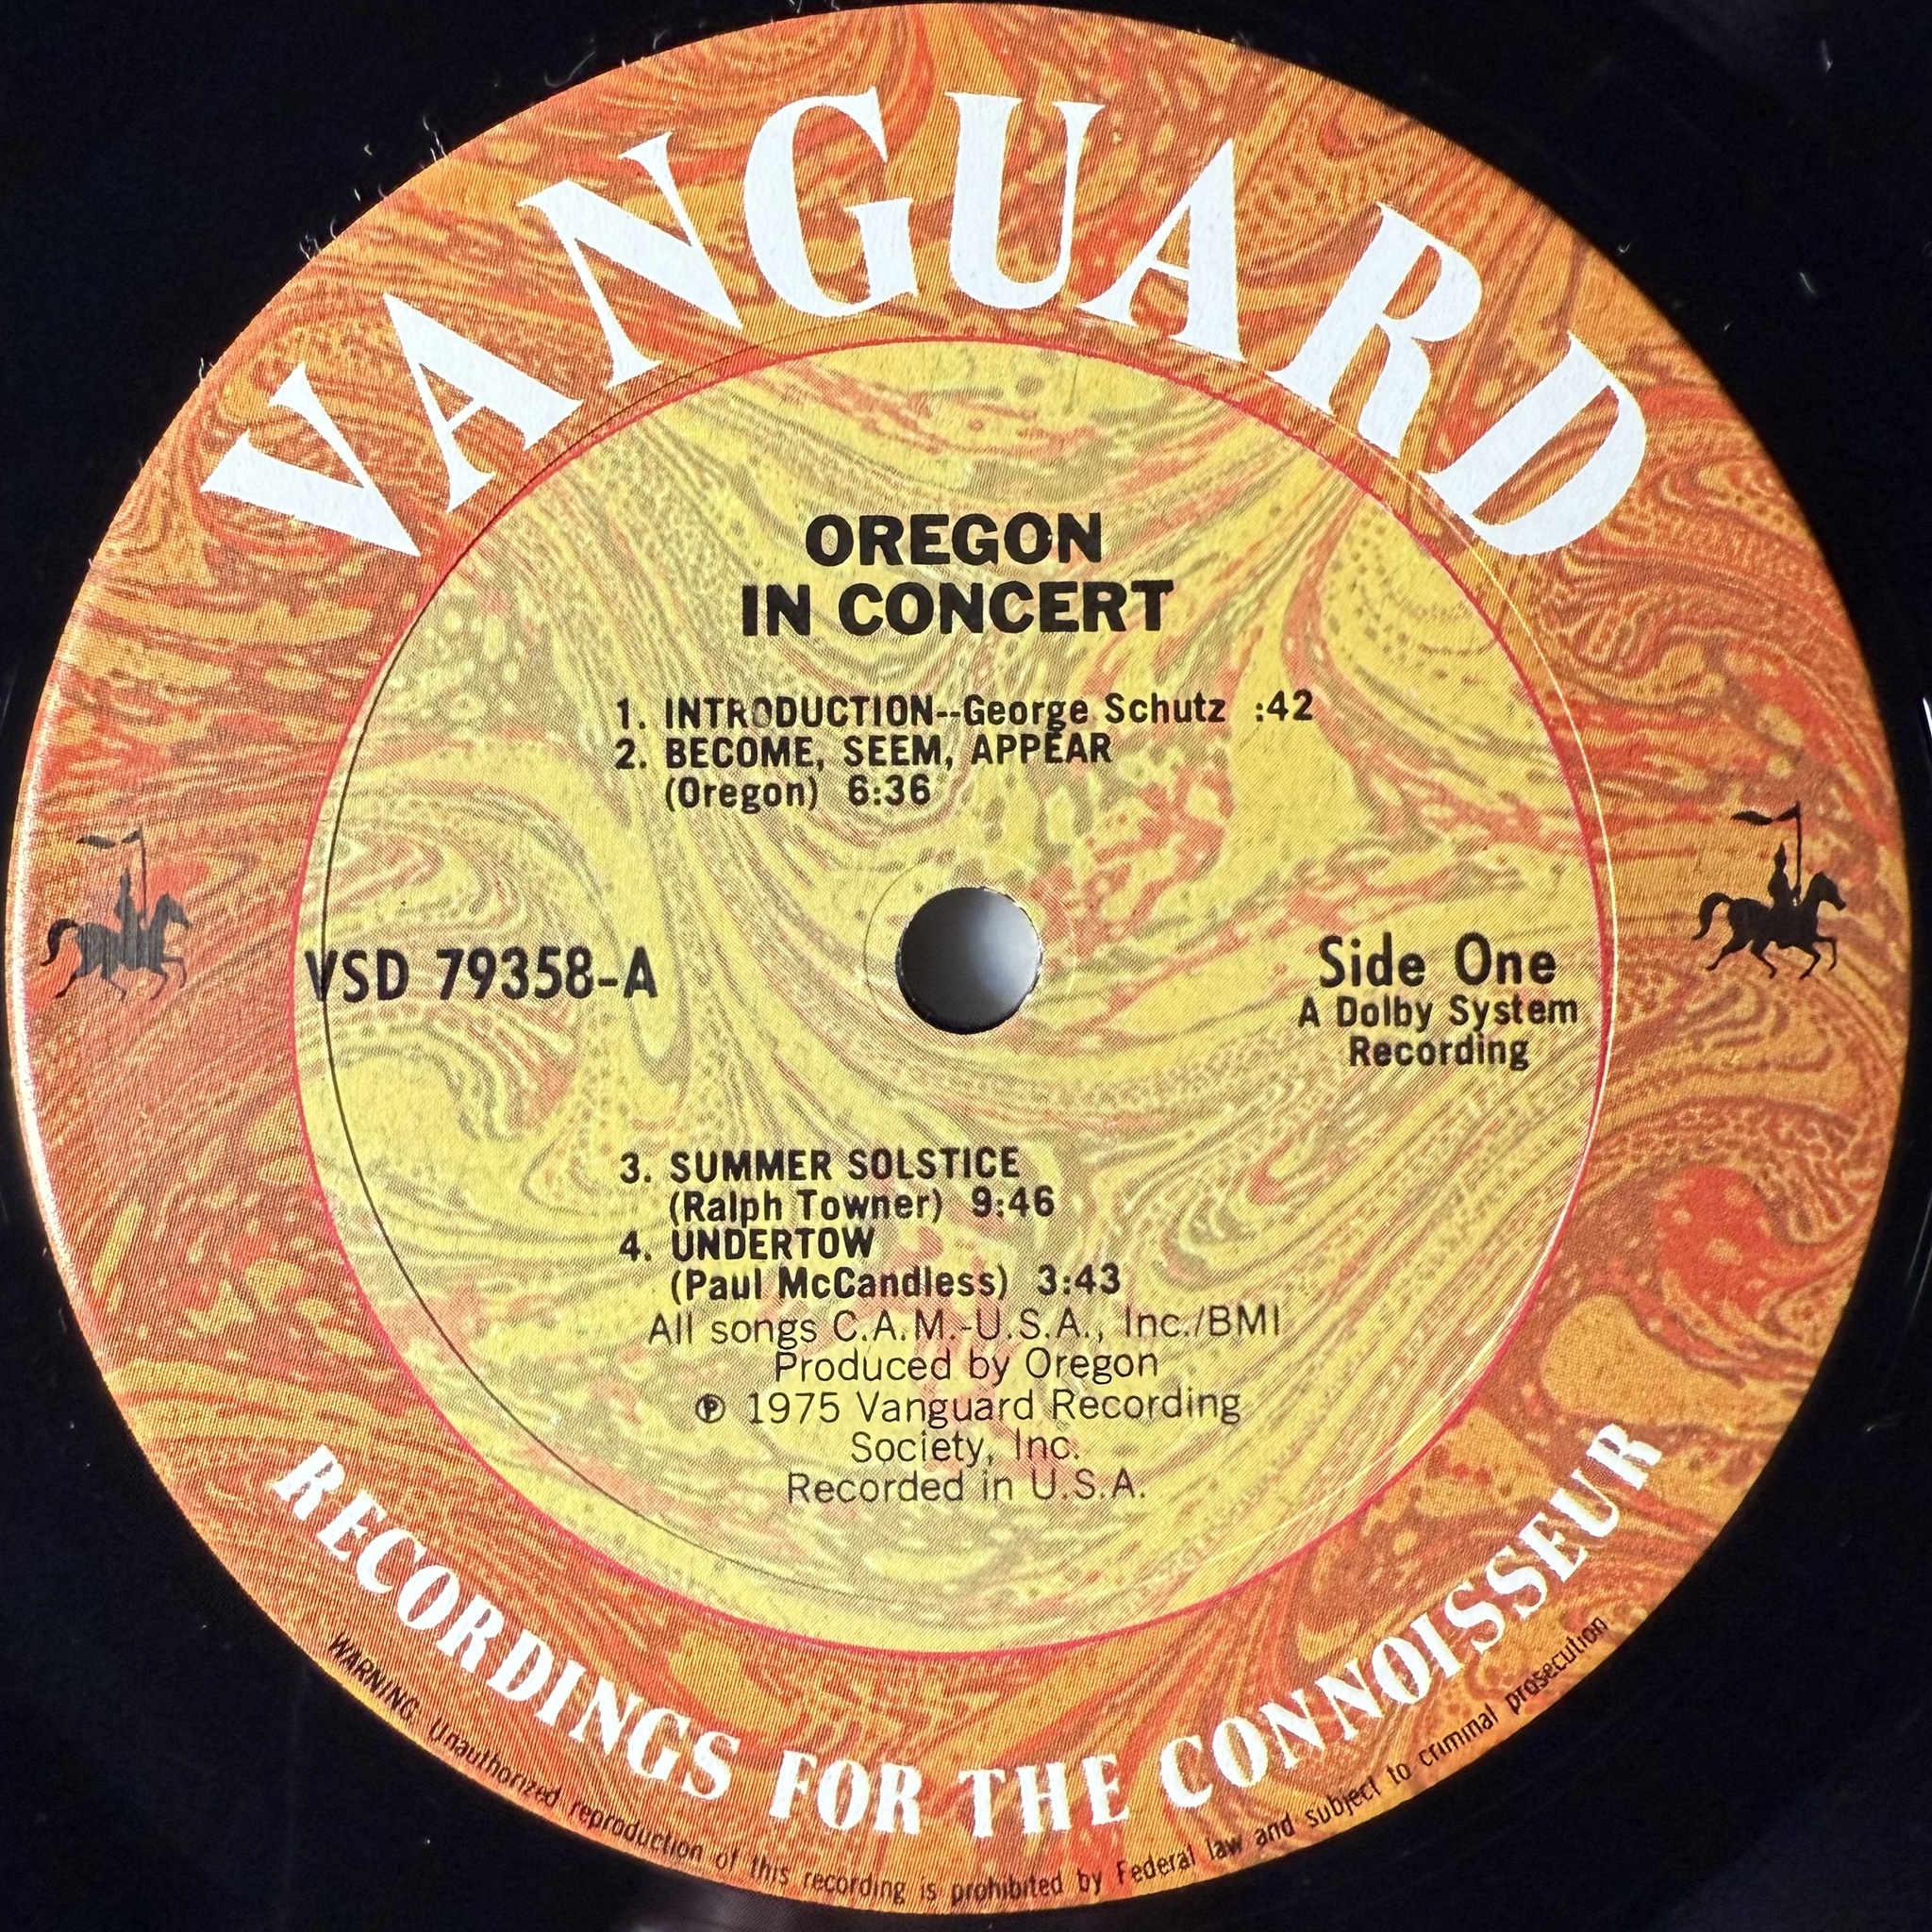 VANGUARD
OREGON
IN CONCERT
1. INTRODUCTION--George Schutz :42
2. BECOME, SEEM, APPEAR
(Oregon) 6:36
VSD 79358-A
Side One
A Dolby System
Recording
3. SUMMER SOLSTICE
(Ralph Towner) 9:46
4. UNDERTOW
(Paul McCandless) 3:43
All songs C.A.M.-U.S.A., Inc./BMI
Produced by Oregon
℗ 1975 Vanguard Recording
Society, Inc.
Recorded in U.S.A.
RECORDINGS FOR THE CONNOISSEUR
WARNING Unauthorized reproduction of this recording is prohibited by Federal law and subject to criminal prosecution